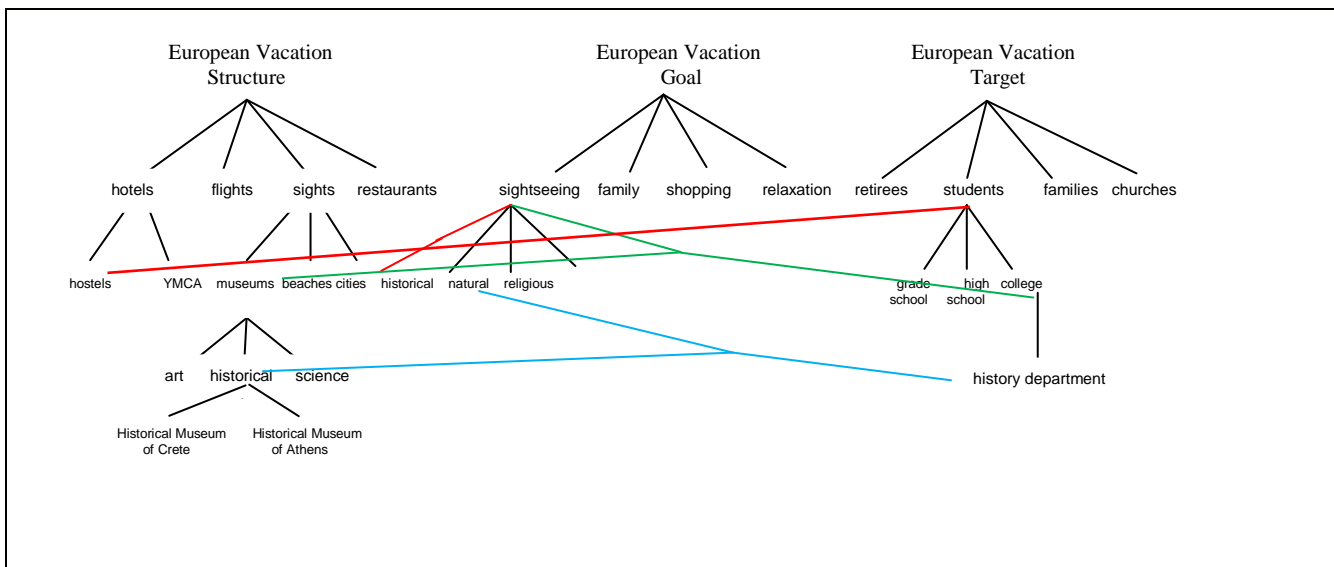 European Vacation
Structure
European Vacation
Goal
European Vacation
Target
hotels
flights
sights
restaurants
sightseeing
family
shopping
relaxation
retirees
students
families
churches
hostels
YMCA
museums
beaches
cities
historical
natural
religious
grade
school
high
school
college
art
historical
science
history department
Historical Museum
of Crete
Historical Museum
of Athens